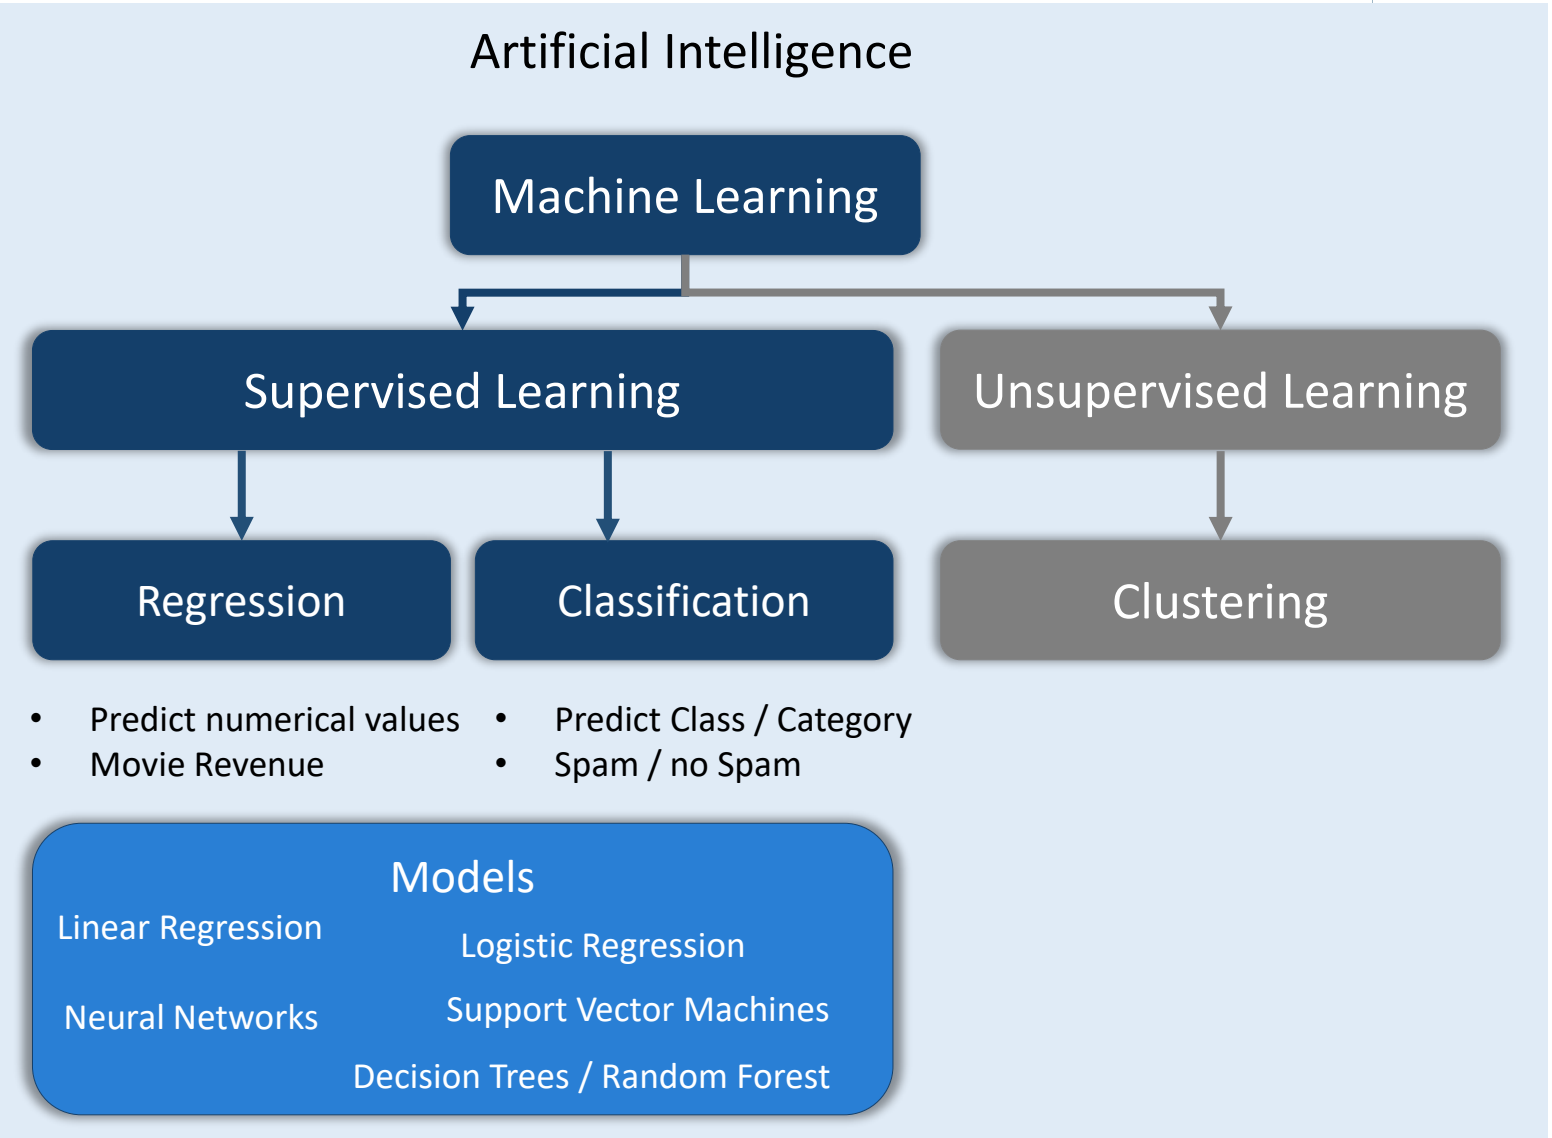 Artificial Intelligence
Machine Learning
Supervised Learning
Unsupervised Learning
Regression
Classification
Clustering
• Predict numerical values
• Movie Revenue
• Predict Class / Category
• Spam / no Spam
Models
Linear Regression
Logistic Regression
Neural Networks
Support Vector Machines
Decision Trees / Random Forest